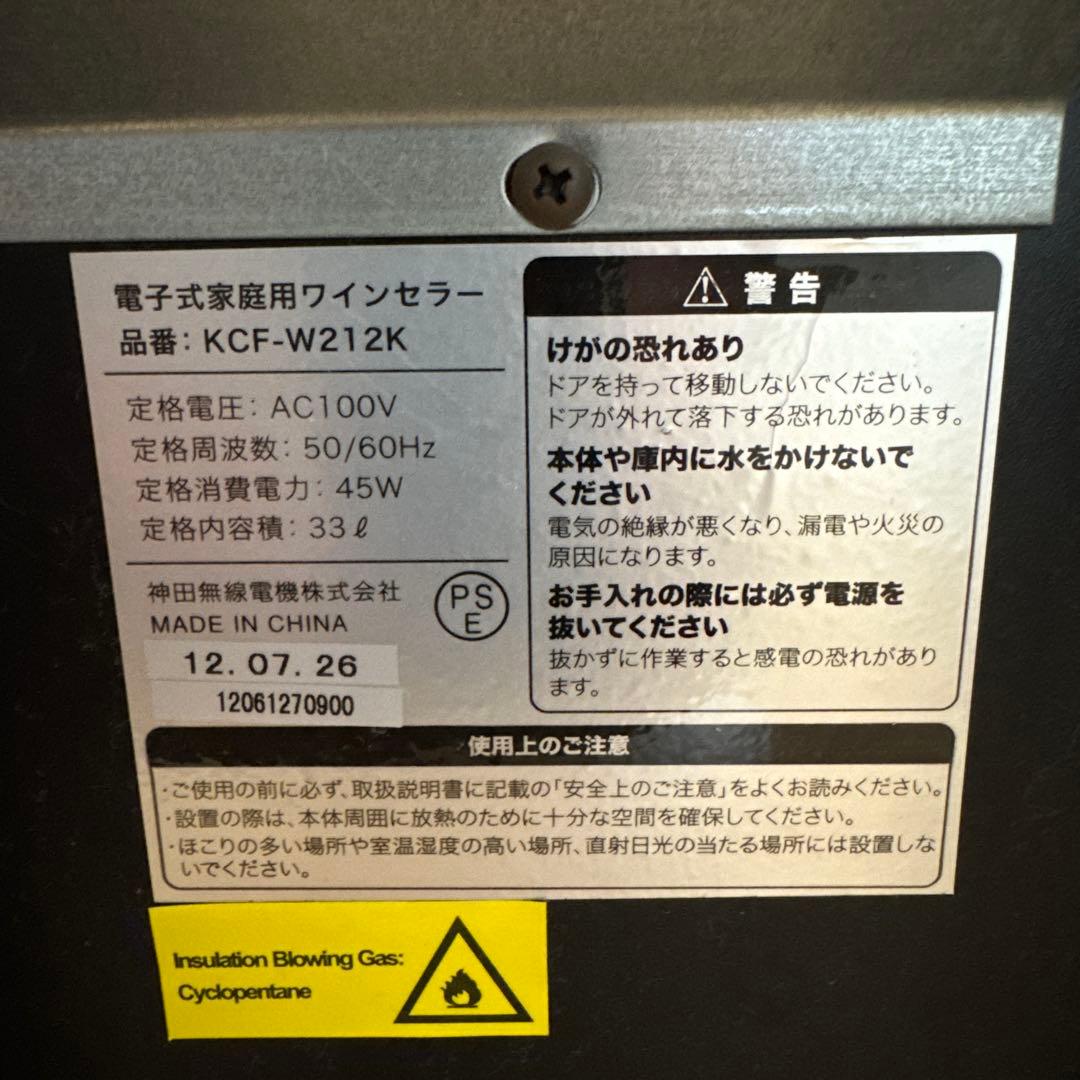 電子式家庭用ワインセラー
品番: KCF-W212K
定格電圧: AC100V
定格周波数: 50/60Hz
定格消費電力: 45W
定格内容積: 33ℓ
神田無線電機株式会社
MADE IN CHINA
PS
E
12.07.26
12061270900
警告
けがの恐れあり
ドアを持って移動しないでください。
ドアが外れて落下する恐れがあります。
本体や庫内に水をかけないで
ください
電気の絶縁が悪くなり、漏電や火災の
原因になります。
お手入れの際には必ず電源を
抜いてください
抜かずに作業すると感電の恐れがあり
ます。
使用上のご注意
・ご使用の前に必ず、取扱説明書に記載の「安全上のご注意」をよくお読みください。
・設置の際は、本体周囲に放熱のために十分な空間を確保してください。
・ほこりの多い場所や室温湿度の高い場所、直射日光の当たる場所には設置しな
いでください。
Insulation Blowing Gas:
Cyclopentane